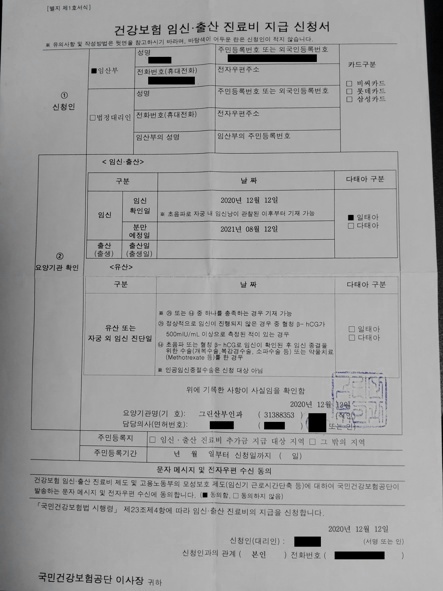 [별지 제1호서식]
건강보험 임신·출산 진료비 지급 신청서
※ 유의사항 및 작성방법은 뒷면을 참고하시기 바라며, 바탕색이 어두운 란은 신청인이 적지 않습니다.
① 신청인
■임산부
성명
주민등록번호 또는 외국인등록번호
전화번호(휴대전화)
전자우편주소
□법정대리인
성명
주민등록번호 또는 외국인등록번호
전화번호(휴대전화)
전자우편주소
임산부의 성명
임산부의 주민등록번호
카드구분
□ 비씨카드
□ 롯데카드
□ 삼성카드
② 요양기관 확인
< 임신·출산>
구분
날 짜
다태아 구분
임신
임신 확인일
2020년 12월 12일
※ 초음파로 자궁 내 임신낭이 관찰된 이후부터 기재 가능
분만 예정일
2021년 08월 12일
출산 (출생)
출산일 (출생일)
■ 일태아
□ 다태아
<유산>
구분
날 짜
다태아 구분
유산 또는
자궁 외 임신 진단일
※ ㉮ 또는 ㉯ 중 하나를 충족하는 경우 기재 가능
㉮ 정상적으로 임신이 진행되지 않은 경우 중 혈장 β- hCG가
500mIU/mL 이상으로 측정된 적이 있는 경우
㉯ 초음파 또는 혈장 β- hCG로 임신이 확인된 후 임신 종결을
위한 수술(개복수술,복강경수술, 소파수술 등) 또는 약물치료
(Methotrexate 등)를 한 경우
※ 인공임신중절수술은 신청 대상 아님
□ 일태아
□ 다태아
위에 기록한 사항이 사실임을 확인함
2020년 12월 12일
요양기관명(기 호): 그린산부인과 ( 31388353 )
담당의사(면허번호): ( ) 또는 인)
주민등록지 □ 임신·출산 진료비 추가금 지급 대상 지역 □ 그 밖의 지역
주민등록기간 년 월 일부터 신청일까지 ( 일)
문자 메시지 및 전자우편 수신 동의
건강보험 임신·출산 진료비 제도 및 고용노동부의 모성보호 제도(임신기 근로시간단축 등)에 대하여 국민건강보험공단이
발송하는 문자 메시지 및 전자우편 수신에 동의합니다. (■ 동의함, □ 동의하지 않음)
「국민건강보험법 시행령」 제23조제4항에 따라 임신·출산 진료비의 지급을 신청합니다.
2020년 12월 12일
신청인(대리인) : (서명 또는 인)
신청인과의 관계 ( 본인 ) 전화번호 ( )
국민건강보험공단 이사장 귀하